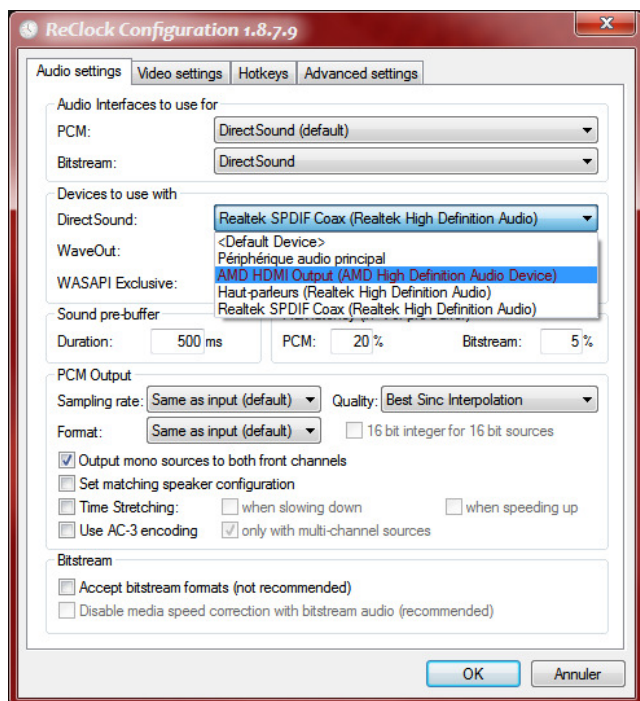 ReClock Configuration 1.8.7.9
Audio settings Video settings Hotkeys Advanced settings
Audio Interfaces to use for
PCM: DirectSound (default)
Bitstream: DirectSound
Devices to use with
DirectSound: Realtek SPDIF Coax (Realtek High Definition Audio)
<Default Device>
WaveOut: Périphérique audio principal
AMD HDMI Output (AMD High Definition Audio Device)
WASAPI Exclusive: Haut-parleurs (Realtek High Definition Audio)
Realtek SPDIF Coax (Realtek High Definition Audio)
Sound pre-buffer
Duration: 500 ms PCM: 20 % Bitstream: 5 %
PCM Output
Sampling rate: Same as input (default) Quality: Best Sinc Interpolation
Format: Same as input (default) 16 bit integer for 16 bit sources
Output mono sources to both front channels
Set matching speaker configuration
Time Stretching: when slowing down when speeding up
Use AC-3 encoding only with multi-channel sources
Bitstream
Accept bitstream formats (not recommended)
Disable media speed correction with bitstream audio (recommended)
OK Annuler